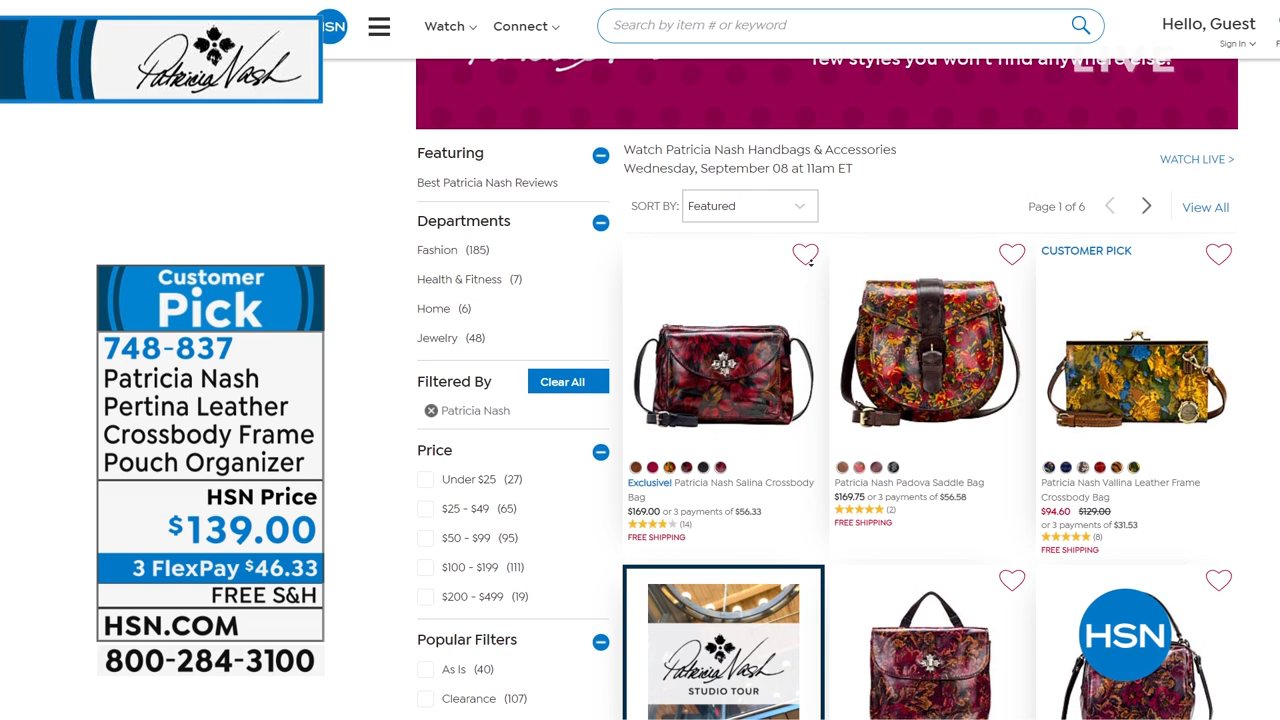 Patricia Nash
HSN
Watch
Connect
Search by item # or keyword
Hello, Guest
Sign In
few styles you won't find anywhere else!
LIVE
Customer
Pick
748-837
Patricia Nash
Pertina Leather
Crossbody Frame
Pouch Organizer
HSN Price
$139.00
3 FlexPay $46.33
FREE S&H
HSN.COM
800-284-3100
Featuring
Best Patricia Nash Reviews
Departments
Fashion (185)
Health & Fitness (7)
Home (6)
Jewelry (48)
Filtered By
Clear All
Patricia Nash
Price
Under $25 (27)
$25 - $49 (65)
$50 - $99 (95)
$100 - $199 (111)
$200 - $499 (19)
Popular Filters
As Is (40)
Clearance (107)
Watch Patricia Nash Handbags & Accessories
Wednesday, September 08 at 11am ET
WATCH LIVE >
SORT BY: Featured
Page 1 of 6
View All
Exclusive! Patricia Nash Salina Crossbody
Bag
$169.00 or 3 payments of $56.33
(14)
FREE SHIPPING
Patricia Nash Padova Saddle Bag
$169.75 or 3 payments of $56.58
(2)
FREE SHIPPING
CUSTOMER PICK
Patricia Nash Vallina Leather Frame
Crossbody Bag
$94.60 $129.00
or 3 payments of $31.53
(8)
FREE SHIPPING
Patricia Nash
STUDIO TOUR
HSN